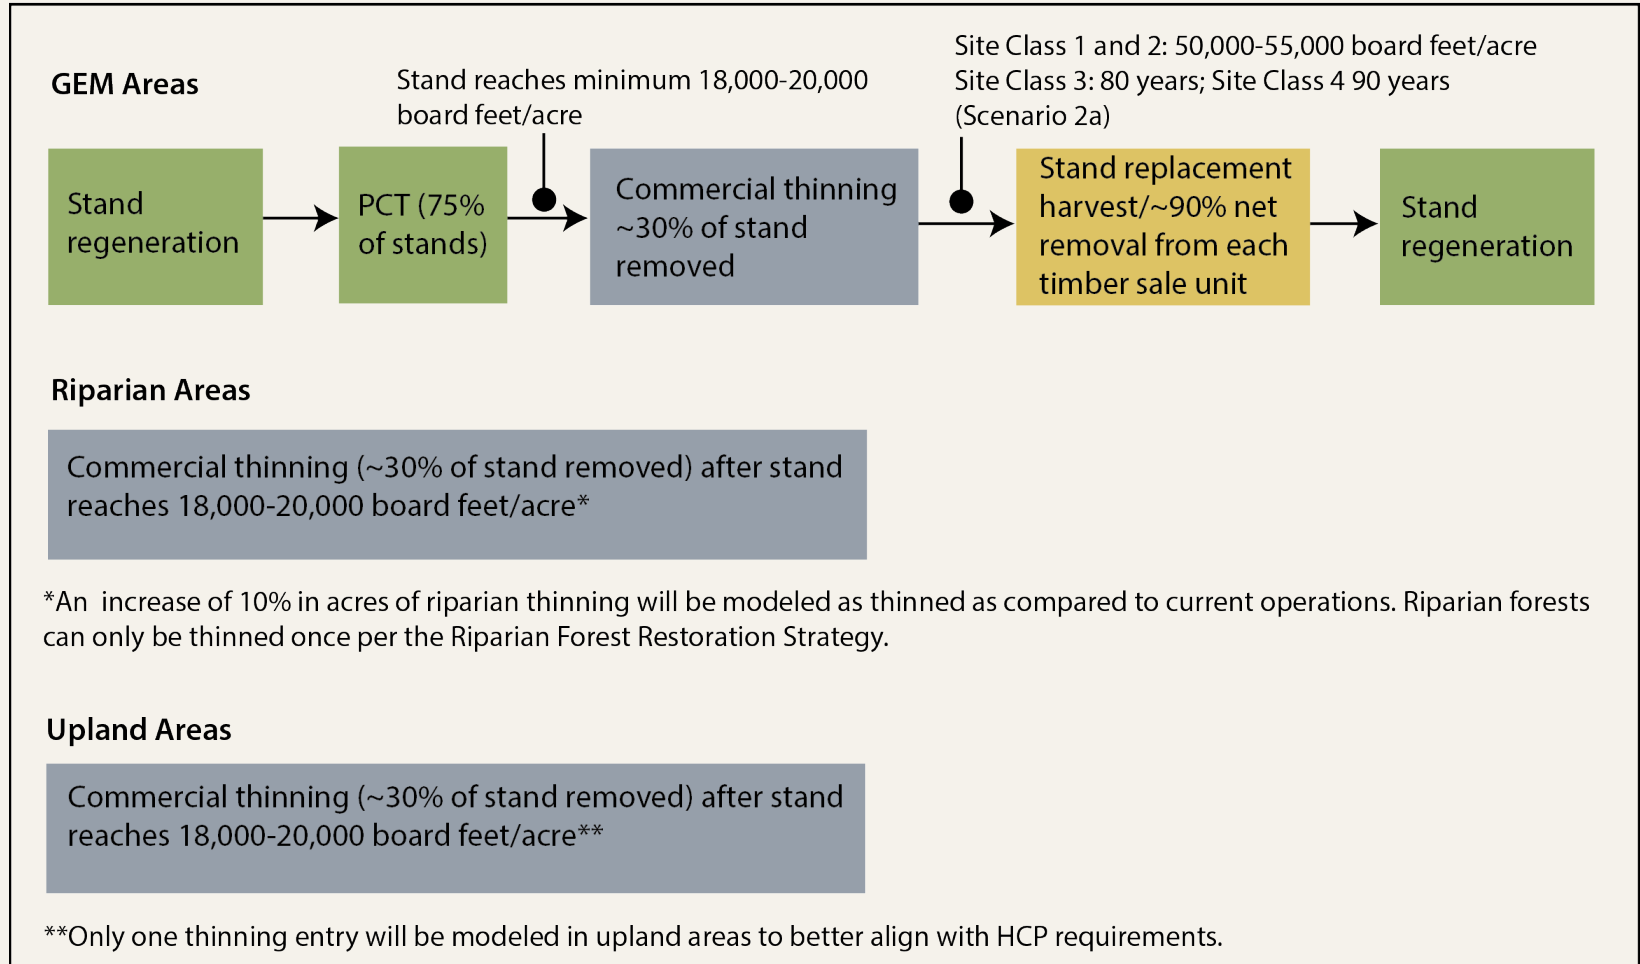 GEM Areas
Stand reaches minimum 18,000-20,000
board feet/acre
Site Class 1 and 2: 50,000-55,000 board feet/acre
Site Class 3: 80 years; Site Class 4 90 years
(Scenario 2a)
Stand
regeneration
PCT (75%
of stands)
Commercial thinning
~30% of stand
removed
Stand replacement
harvest/~90% net
removal from each
timber sale unit
Stand
regeneration
Riparian Areas
Commercial thinning (~30% of stand removed) after stand
reaches 18,000-20,000 board feet/acre*
*An  increase of 10% in acres of riparian thinning will be modeled as thinned as compared to current operations. Riparian forests
can only be thinned once per the Riparian Forest Restoration Strategy.
Upland Areas
Commercial thinning (~30% of stand removed) after stand
reaches 18,000-20,000 board feet/acre**
**Only one thinning entry will be modeled in upland areas to better align with HCP requirements.